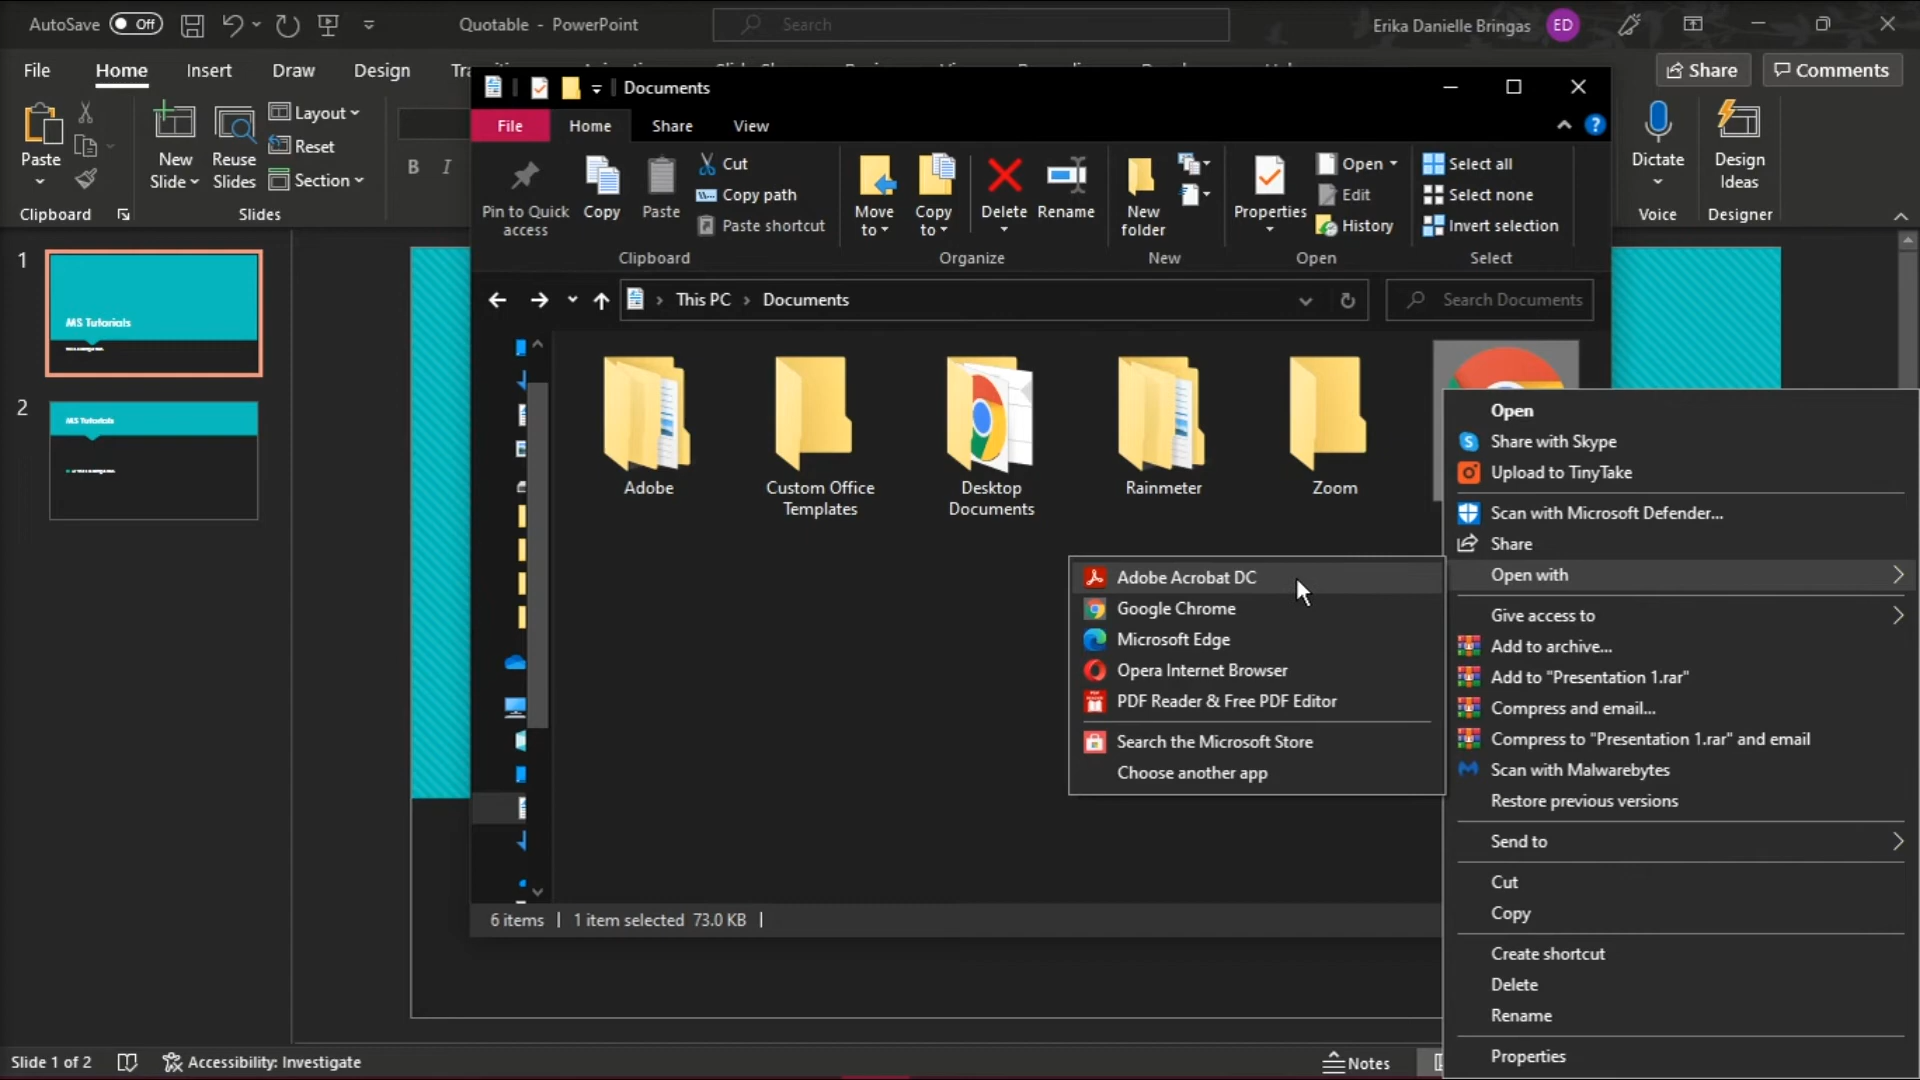 AutoSave Off
Quotable - PowerPoint
Search
Erika Danielle Bringas ED
File Home Insert Draw Design
Share Comments
Paste
New Slide
Reuse Slides
Layout
Reset
Section
B I
Clipboard
Slides
Dictate
Design Ideas
Voice
Designer
Documents
File Home Share View
Pin to Quick access
Copy
Paste
Cut
Copy path
Paste shortcut
Move to
Copy to
Delete
Rename
New folder
Properties
Open
Edit
History
Select all
Select none
Invert selection
Clipboard
Organize
New
Open
Select
This PC Documents
Search Documents
1
MS Tutorials
2
MS Tutorials
Adobe
Custom Office Templates
Desktop Documents
Rainmeter
Zoom
Adobe Acrobat DC
Google Chrome
Microsoft Edge
Opera Internet Browser
PDF Reader & Free PDF Editor
Search the Microsoft Store
Choose another app
Open
Share with Skype
Upload to TinyTake
Scan with Microsoft Defender...
Share
Open with
Give access to
Add to archive...
Add to "Presentation 1.rar"
Compress and email...
Compress to "Presentation 1.rar" and email
Scan with Malwarebytes
Restore previous versions
Send to
Cut
Copy
Create shortcut
Delete
Rename
Properties
6 items 1 item selected 73.0 KB
Slide 1 of 2
Accessibility: Investigate
Notes